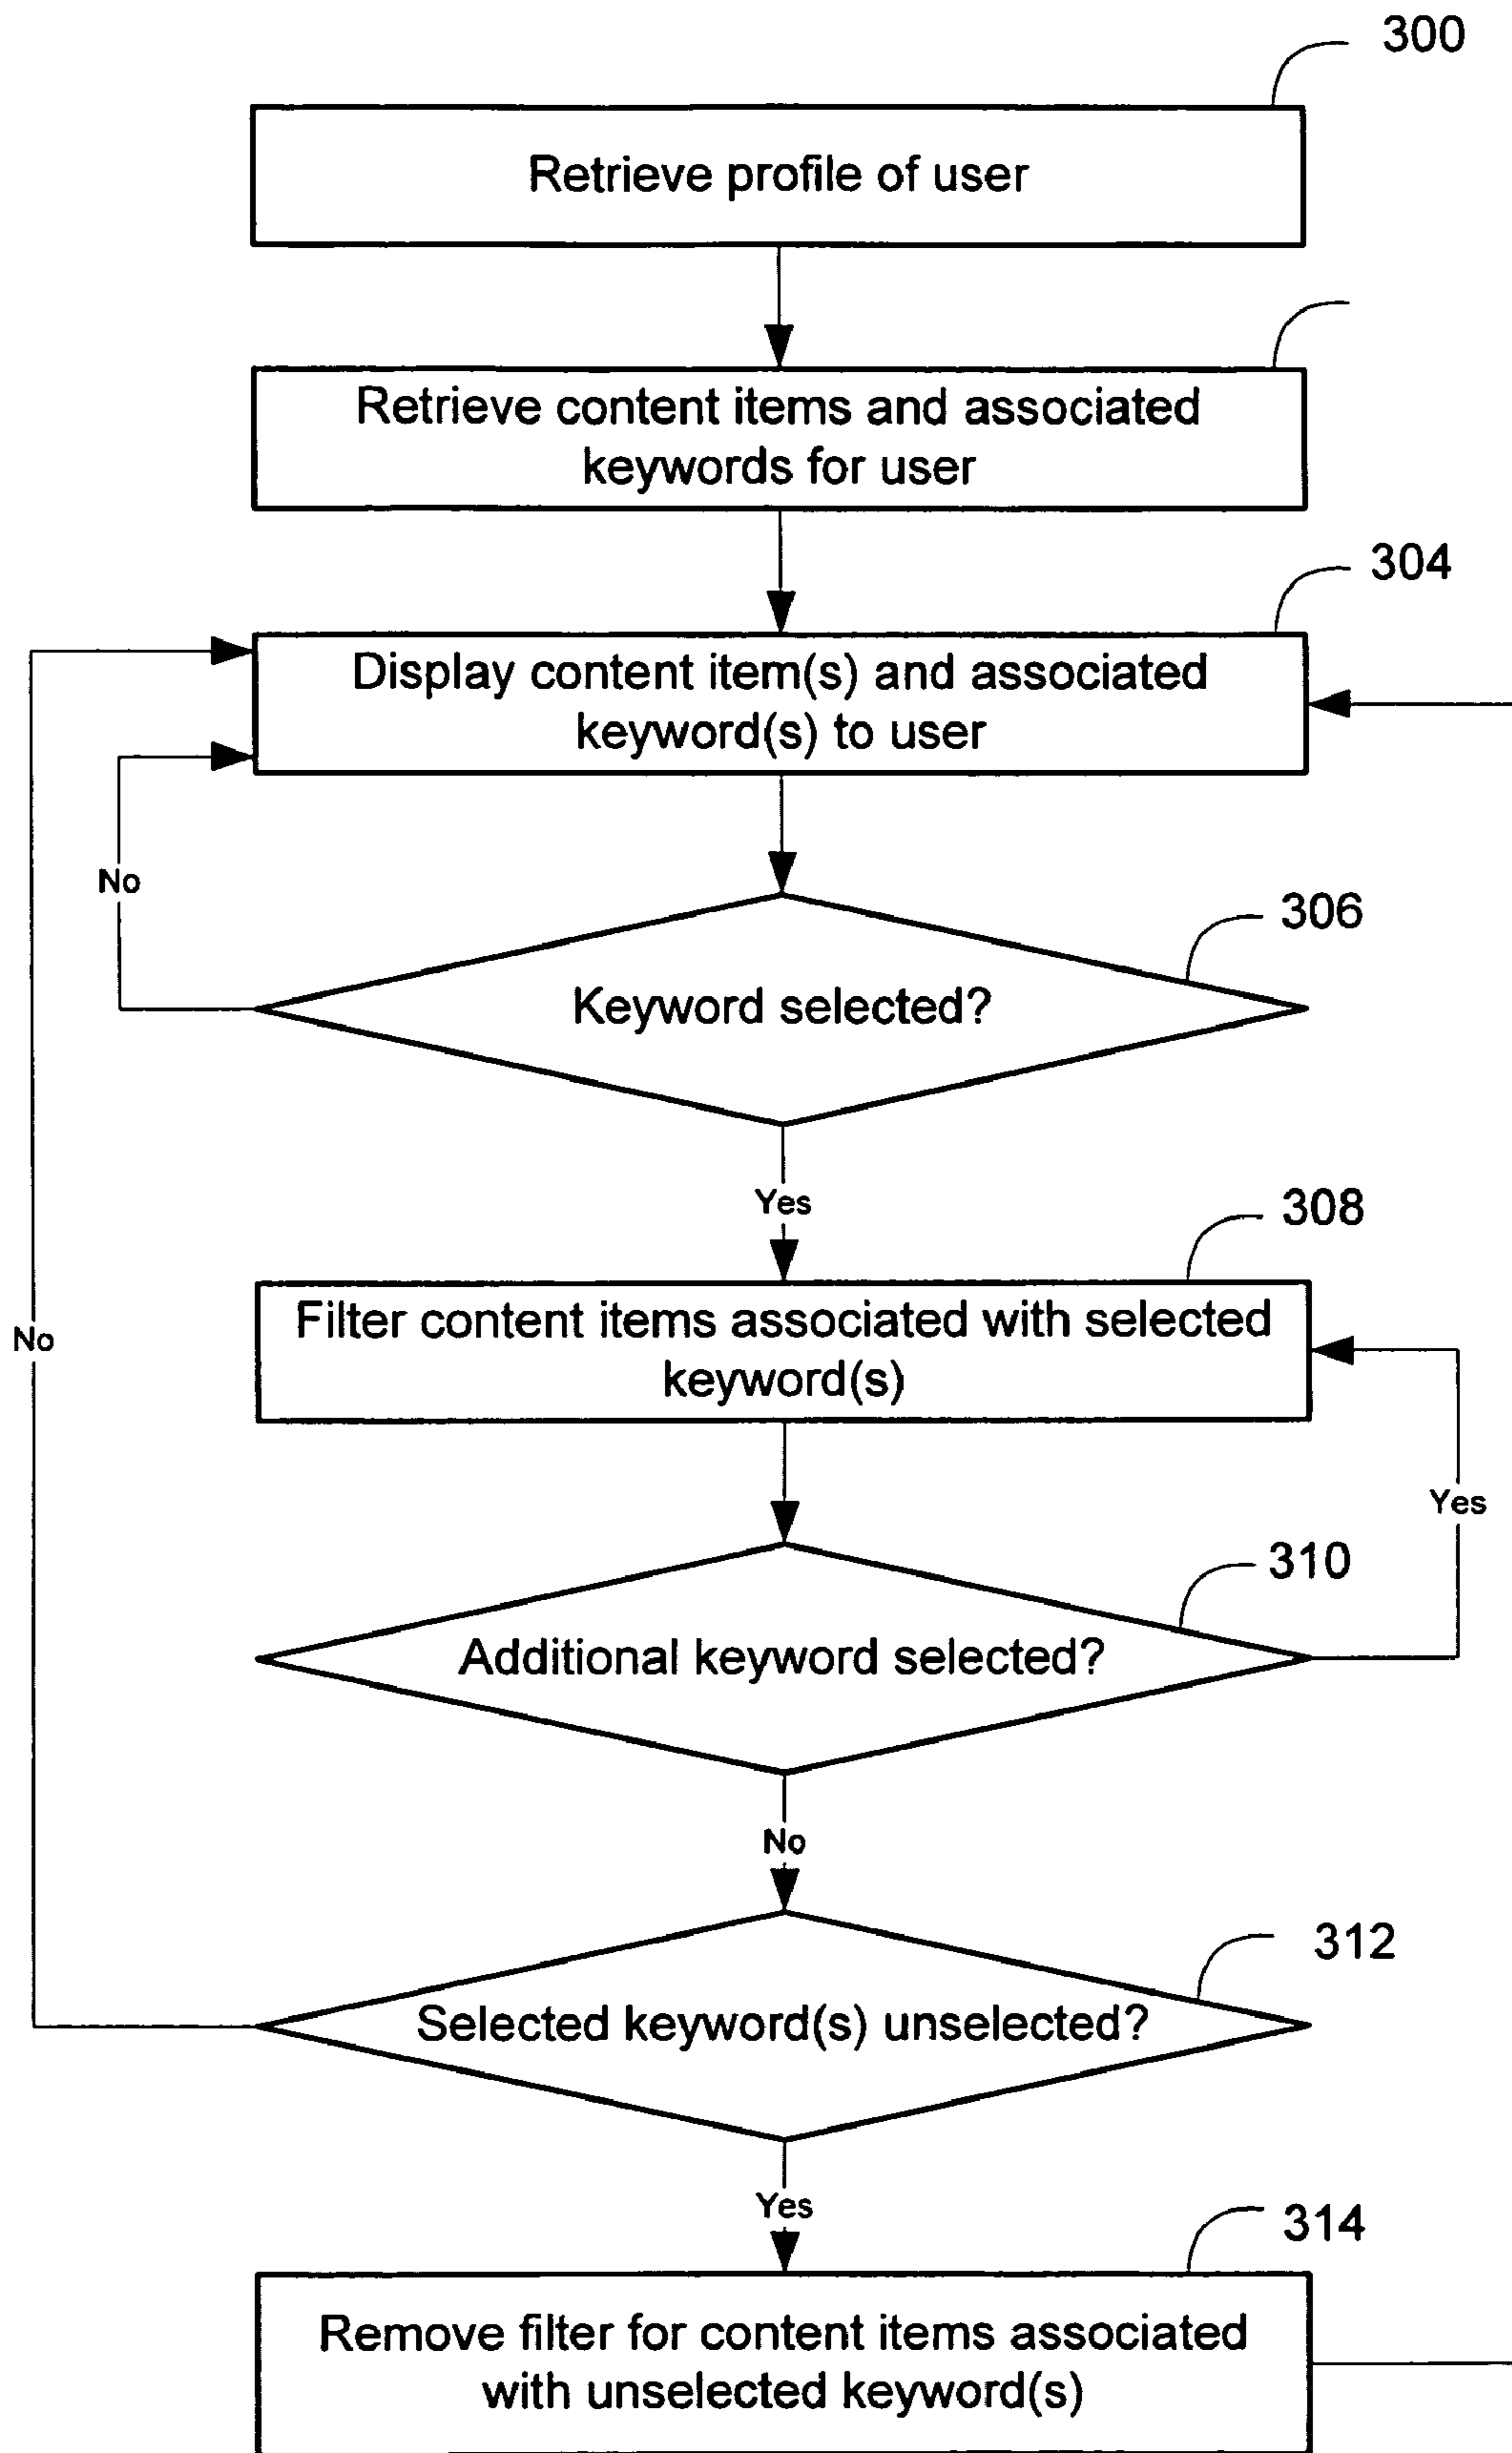 300
Retrieve profile of user
Retrieve content items and associated
keywords for user
304
Display content item(s) and associated
keyword(s) to user
No
306
Keyword selected?
Yes
308
Filter content items associated with selected
keyword(s)
No
Yes
310
Additional keyword selected?
No
312
Selected keyword(s) unselected?
Yes
314
Remove filter for content items associated
with unselected keyword(s)